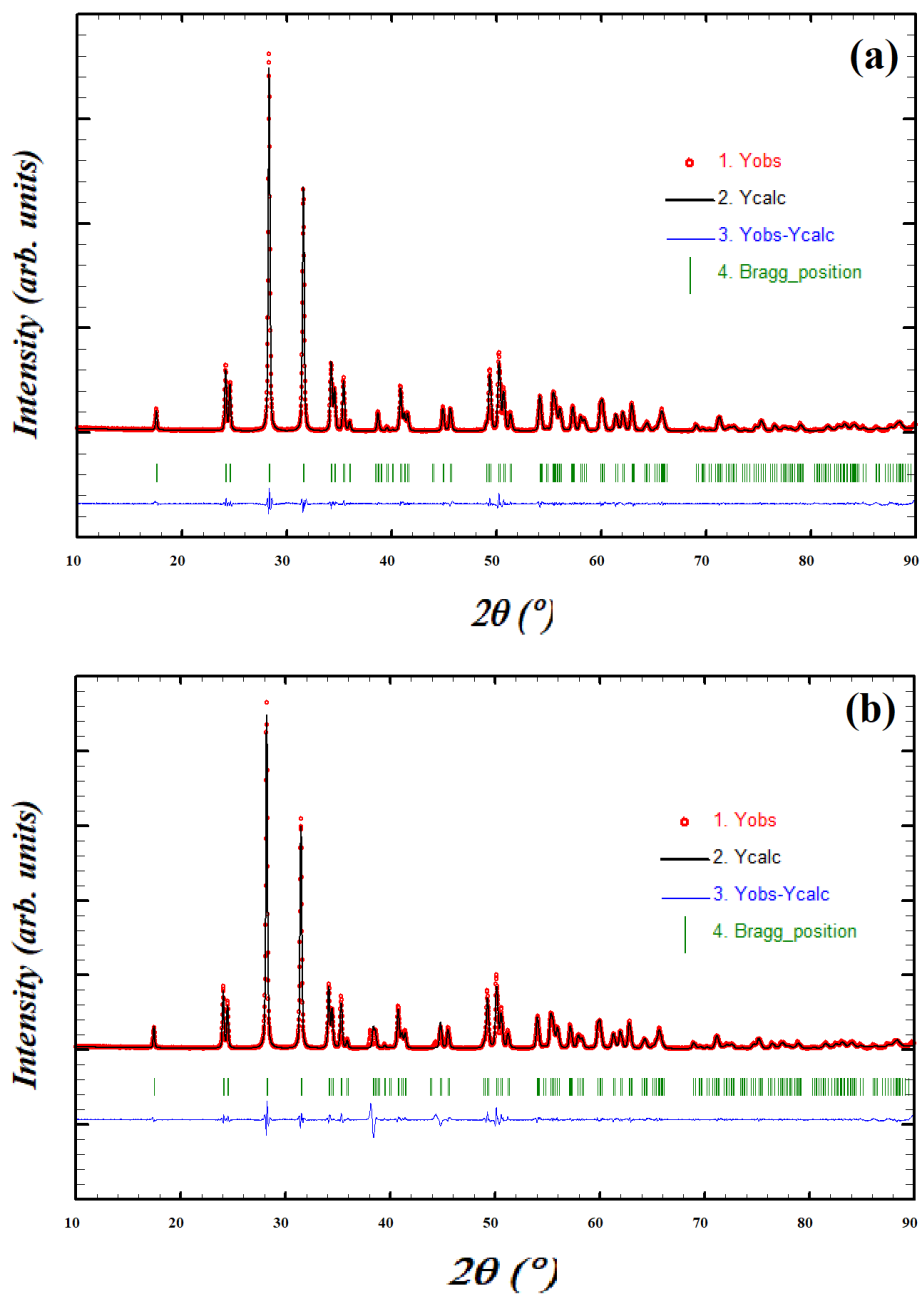 (a)
Intensity (arb. units)
1. Yobs
2. Ycalc
3. Yobs-Ycalc
4. Bragg_position
10 20 30 40 50 60 70 80 90
2θ (°)
(b)
Intensity (arb. units)
1. Yobs
2. Ycalc
3. Yobs-Ycalc
4. Bragg_position
10 20 30 40 50 60 70 80 90
2θ (°)